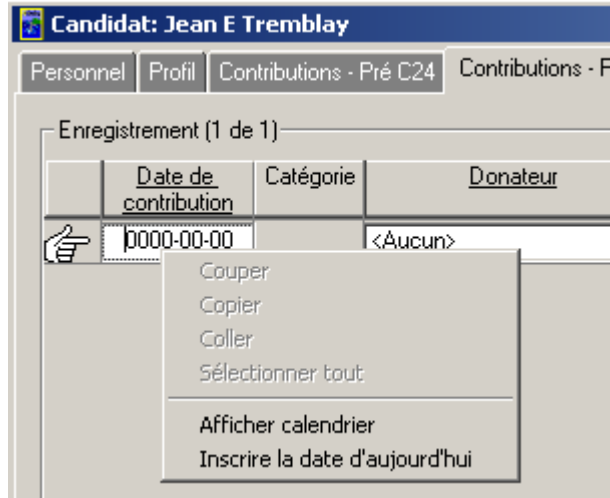 Candidat: Jean E Tremblay
Personnel Profil Contributions - Pré C24 Contributions -
Enregistrement (1 de 1)
Date de contribution Catégorie Donateur
0000-00-00 <Aucun>
Couper
Copier
Coller
Sélectionner tout
Afficher calendrier
Inscrire la date d'aujourd'hui